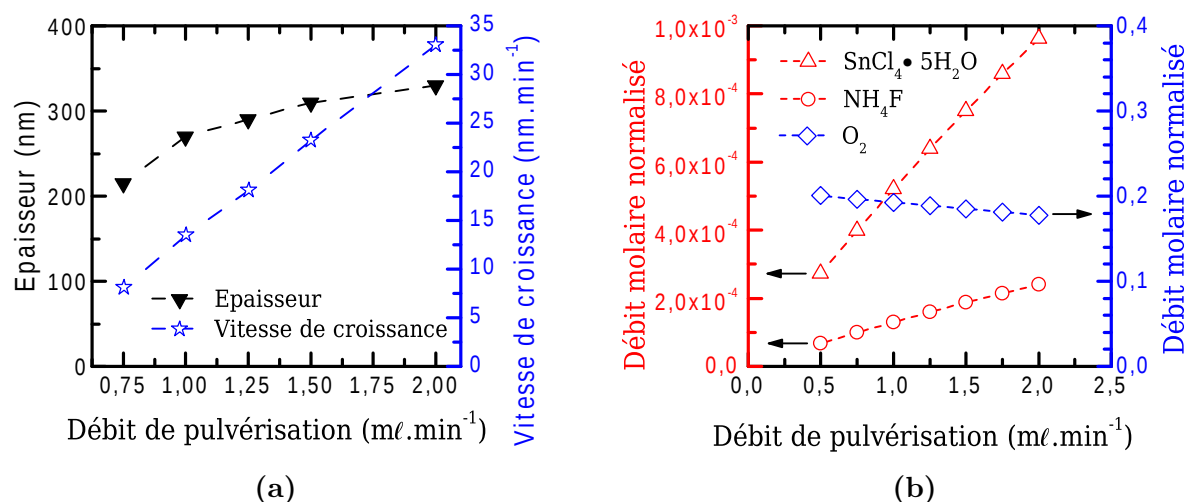 400
300
200
100
0
Epaisseur (nm)
35
30
25
20
15
10
5
0
Vitesse de croissance (nm.min⁻¹)
Epaisseur
Vitesse de croissance
0,75 1,00 1,25 1,50 2,00
Débit de pulvérisation (mℓ.min⁻¹)
(a)
1,0x10⁻³
8,0x10⁻⁴
6,0x10⁻⁴
4,0x10⁻⁴
2,0x10⁻⁴
0,0
Débit molaire normalisé
SnCl₄• 5H₂O
NH₄F
O₂
0,4
0,3
0,2
0,1
0,0
Débit molaire normalisé
0,0 0,5 1,0 1,5 2,0 2,5
Débit de pulvérisation (mℓ.min⁻¹)
(b)